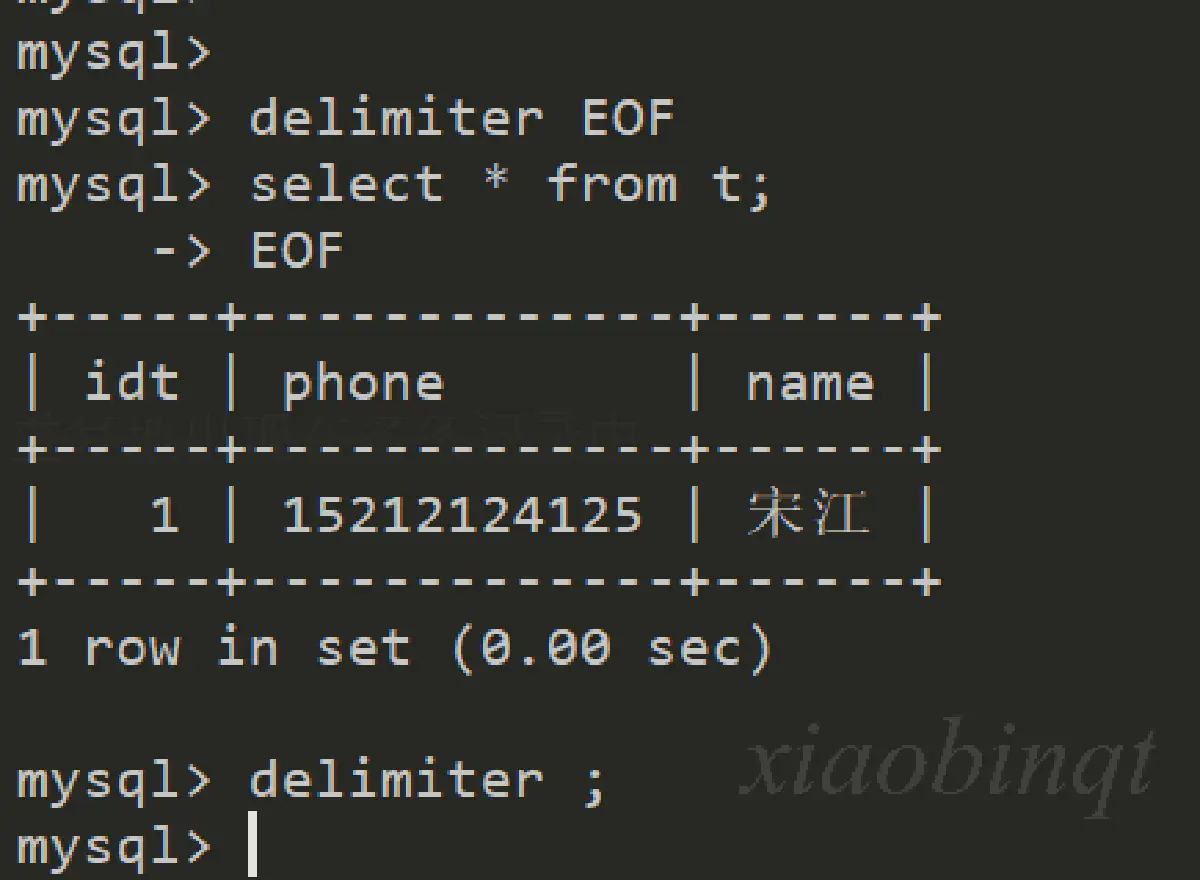 mysql>
mysql>
mysql> delimiter EOF
mysql> select * from t;
    -> EOF
+-----+-------------+------+
| idt | phone       | name |
+-----+-------------+------+
|   1 | 15212124125 | 宋江 |
+-----+-------------+------+
1 row in set (0.00 sec)
mysql> delimiter ;
mysql>
xiaobinqt